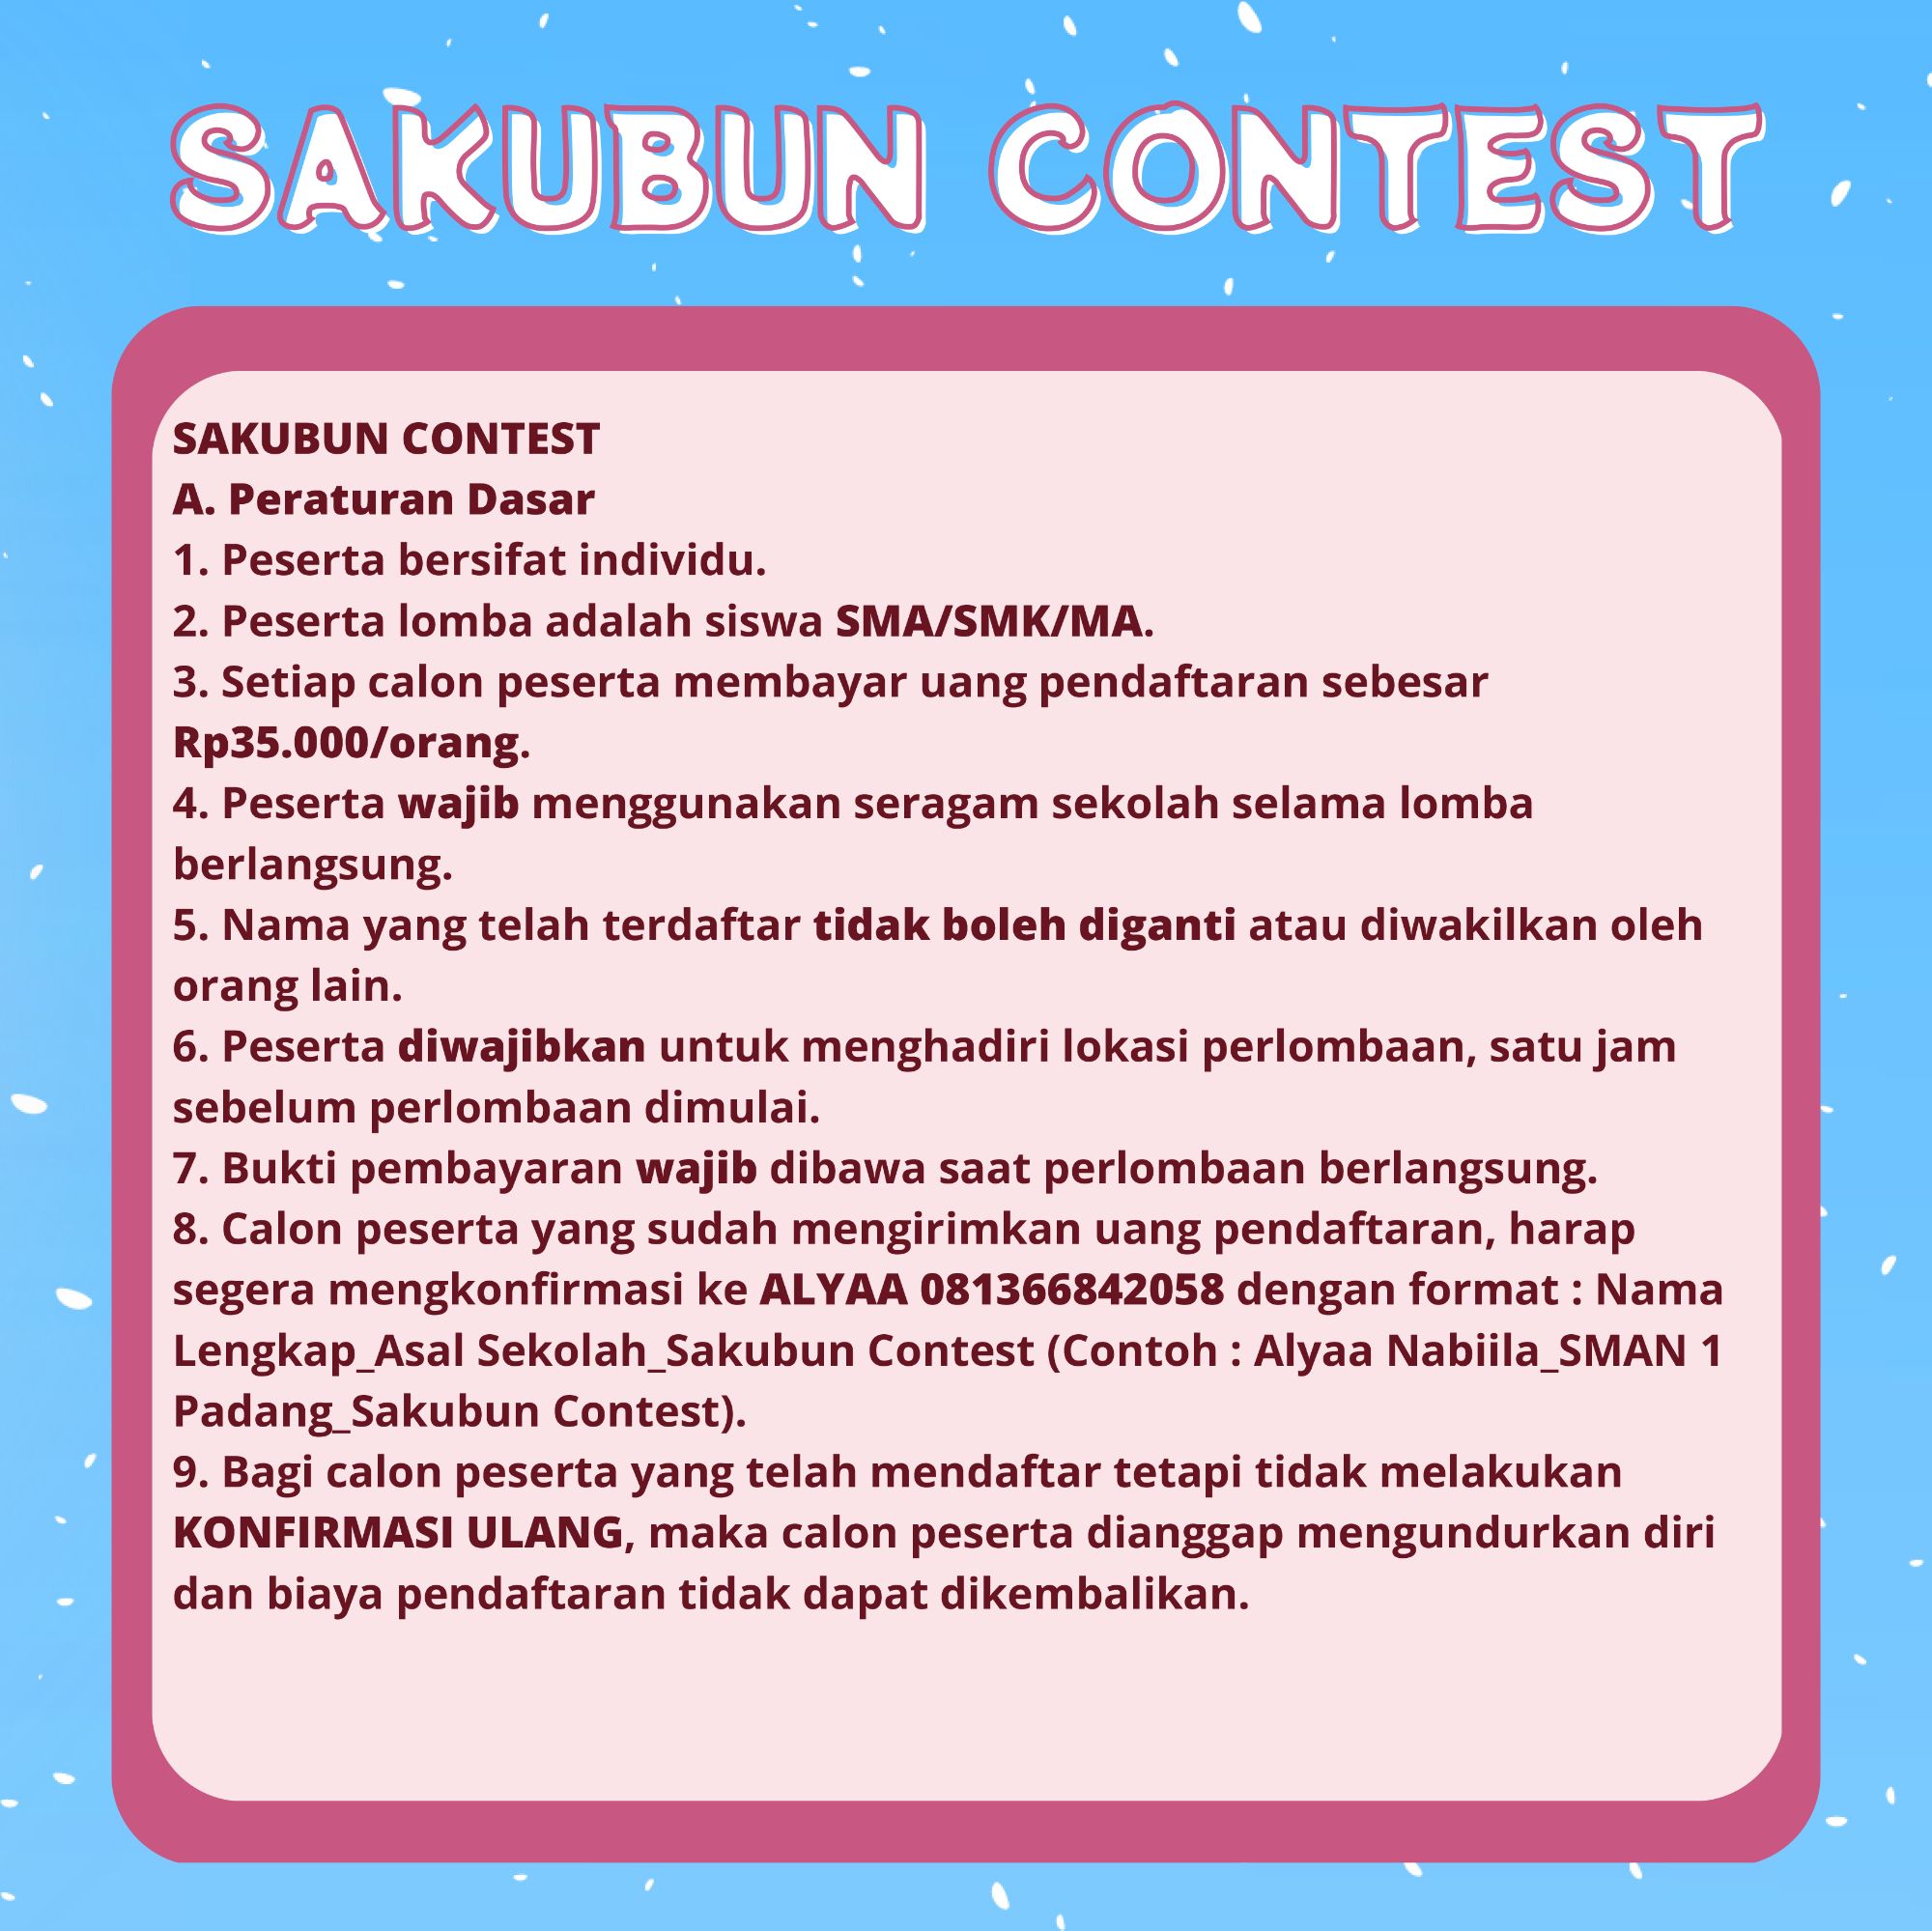 SAKUBUN CONTEST
SAKUBUN CONTEST
A. Peraturan Dasar
1. Peserta bersifat individu.
2. Peserta lomba adalah siswa SMA/SMK/MA.
3. Setiap calon peserta membayar uang pendaftaran sebesar
Rp35.000/orang.
4. Peserta wajib menggunakan seragam sekolah selama lomba
berlangsung.
5. Nama yang telah terdaftar tidak boleh diganti atau diwakilkan oleh
orang lain.
6. Peserta diwajibkan untuk menghadiri lokasi perlombaan, satu jam
sebelum perlombaan dimulai.
7. Bukti pembayaran wajib dibawa saat perlombaan berlangsung.
8. Calon peserta yang sudah mengirimkan uang pendaftaran, harap
segera mengkonfirmasi ke ALYAA 081366842058 dengan format : Nama
Lengkap_Asal Sekolah_Sakubun Contest (Contoh : Alyaa Nabiila_SMAN 1
Padang_Sakubun Contest).
9. Bagi calon peserta yang telah mendaftar tetapi tidak melakukan
KONFIRMASI ULANG, maka calon peserta dianggap mengundurkan diri
dan biaya pendaftaran tidak dapat dikembalikan.